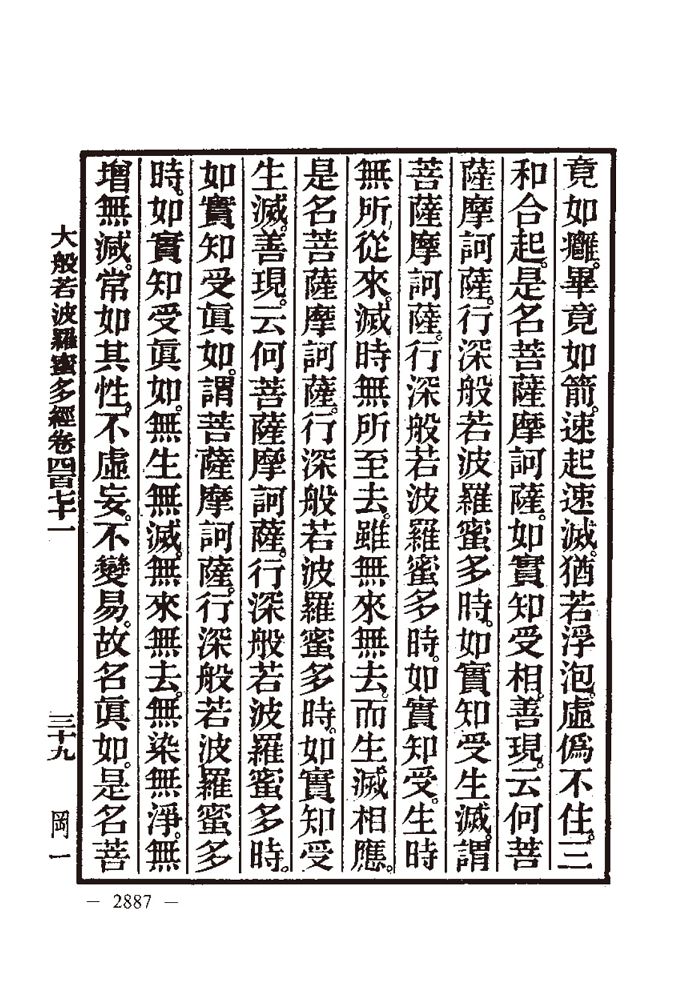 竟如癰。畢竟如箭。速起速滅。猶若浮泡。虛僞不住。三
和合起。是名菩薩摩訶薩。如實知受相。善現。云何菩
薩摩訶薩。行深般若波羅蜜多時。如實知受生滅。謂
菩薩摩訶薩。行深般若波羅蜜多時。如實知受。生時
無所從來。滅時無所至去。雖無來無去。而生滅相應。
是名菩薩摩訶薩。行深般若波羅蜜多時。如實知受
生滅。善現。云何菩薩摩訶薩。行深般若波羅蜜多時。
如實知受眞如。謂菩薩摩訶薩。行深般若波羅蜜多
時。如實知受眞如。無生無滅。無來無去。無染無淨。無
增無減。常如其性。不虛妄。不變易。故名眞如。是名菩
大般若波羅蜜多經卷四百七十一 三十九 岡一
— 2887 —